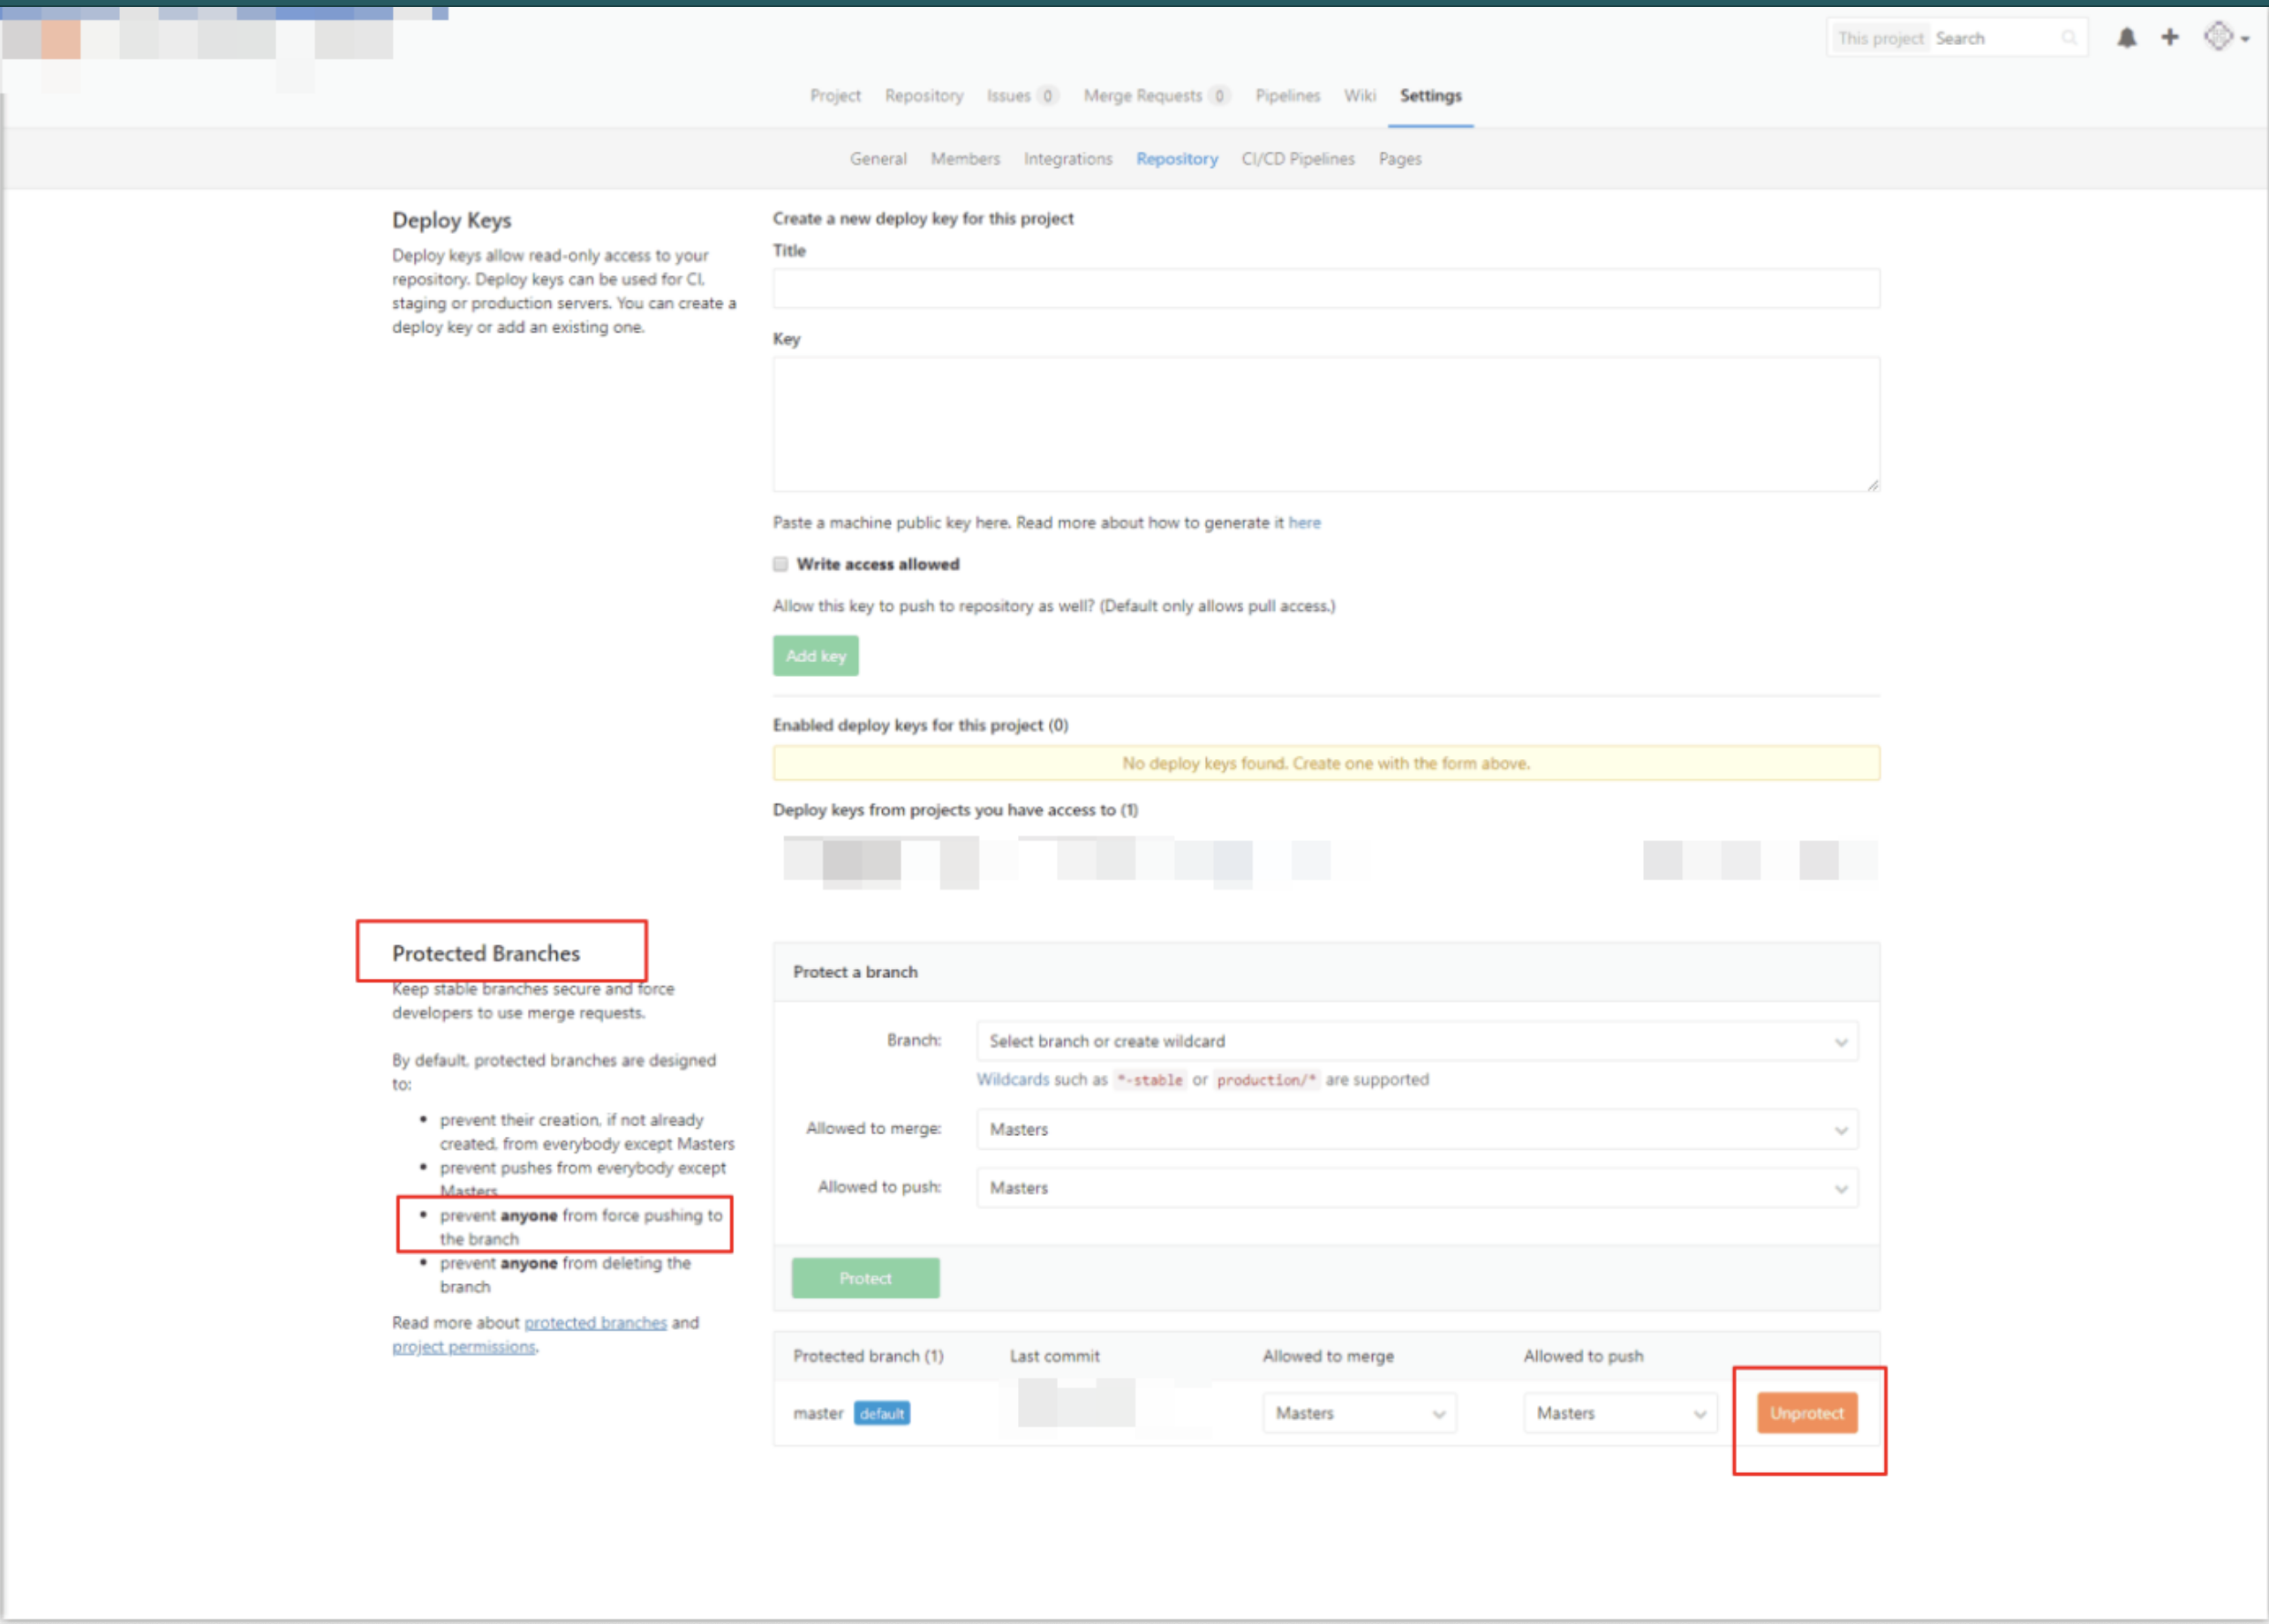 This project Search
Project Repository Issues 0 Merge Requests 0 Pipelines Wiki Settings
General Members Integrations Repository CI/CD Pipelines Pages
Deploy Keys
Deploy keys allow read-only access to your
repository. Deploy keys can be used for CI,
staging or production servers. You can create a
deploy key or add an existing one.
Create a new deploy key for this project
Title
Key
Paste a machine public key here. Read more about how to generate it here
Write access allowed
Allow this key to push to repository as well? (Default only allows pull access.)
Add key
Enabled deploy keys for this project (0)
No deploy keys found. Create one with the form above.
Deploy keys from projects you have access to (1)
Protected Branches
Keep stable branches secure and force
developers to use merge requests.
By default, protected branches are designed
to:
• prevent their creation, if not already
created, from everybody except Masters
• prevent pushes from everybody except
Masters
• prevent anyone from force pushing to
the branch
• prevent anyone from deleting the
branch
Read more about protected branches and
project permissions.
Protect a branch
Branch: Select branch or create wildcard
Wildcards such as *-stable or production/* are supported
Allowed to merge: Masters
Allowed to push: Masters
Protect
Protected branch (1) Last commit Allowed to merge Allowed to push
master default Masters Masters Unprotect